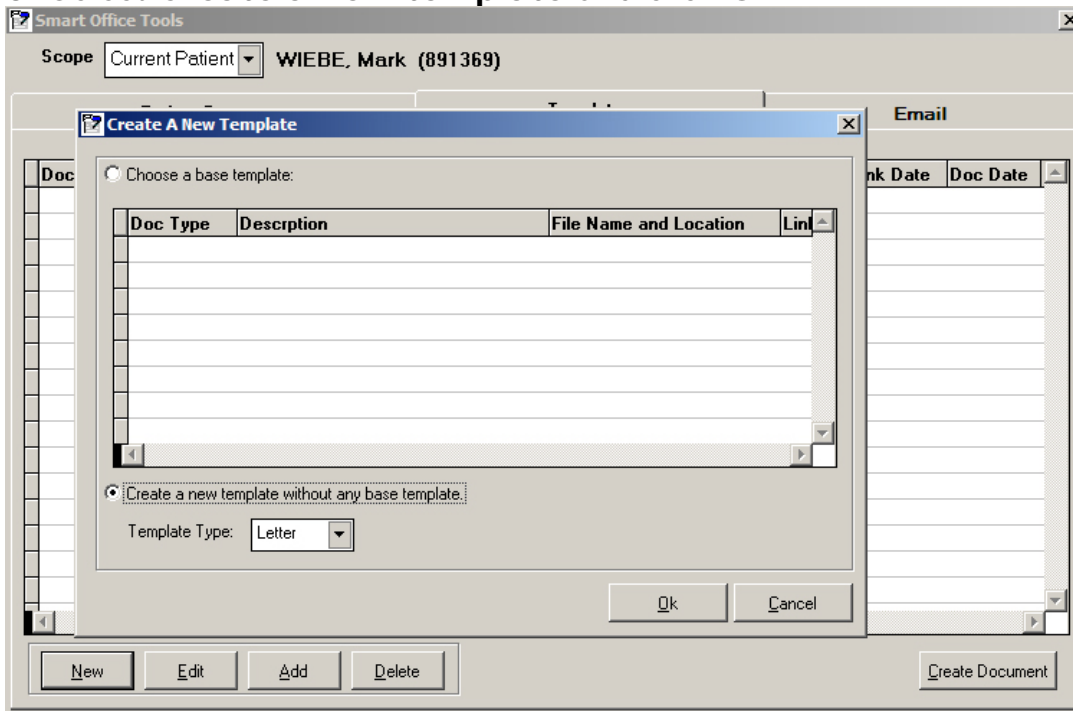 Smart Office Tools
Scope Current Patient WIEBE, Mark (891369)
Email
Create A New Template
Doc nk Date Doc Date
Choose a base template:
Doc Type Descrption File Name and Location Link
Create a new template without any base template.
Template Type: Letter
Ok Cancel
New Edit Add Delete Create Document